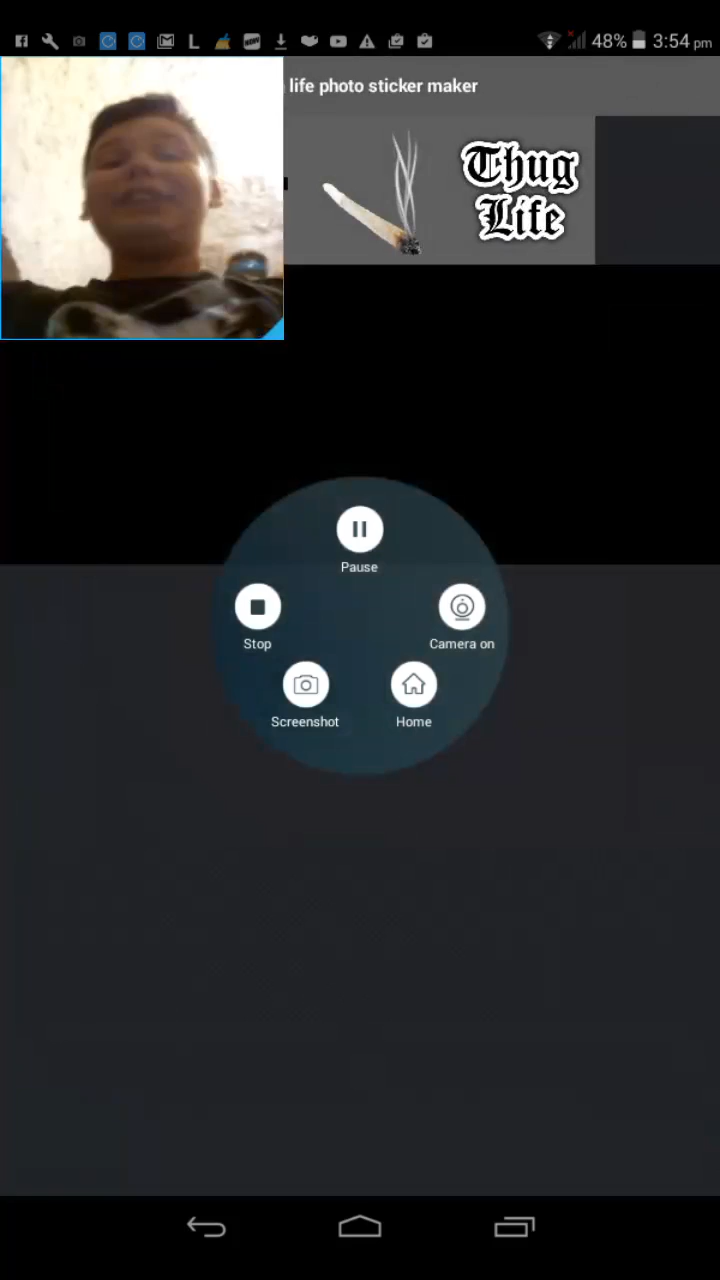 48% 3:54 pm
life photo sticker maker
Thug
Life
Pause
Stop
Camera on
Screenshot
Home